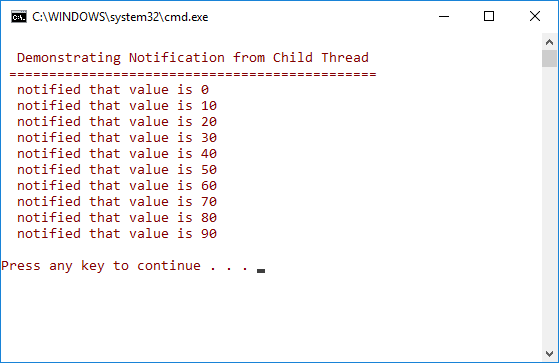 C:\WINDOWS\system32\cmd.exe
Demonstrating Notification from Child Thread
==============================================
notified that value is 0
notified that value is 10
notified that value is 20
notified that value is 30
notified that value is 40
notified that value is 50
notified that value is 60
notified that value is 70
notified that value is 80
notified that value is 90
Press any key to continue . . .